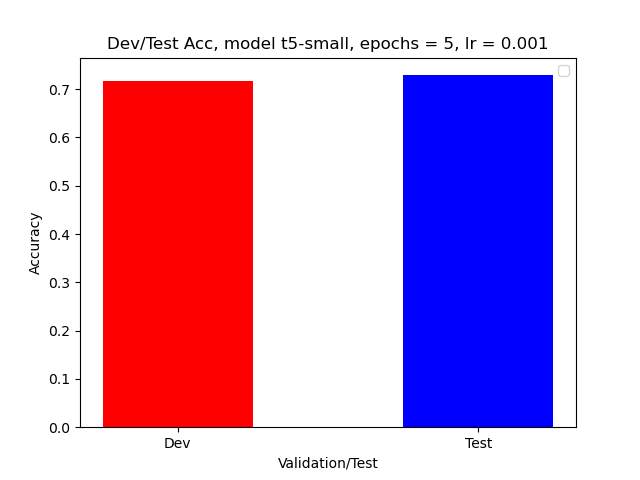 Dev/Test Acc, model t5-small, epochs = 5, lr = 0.001
0.7
0.6
0.5
0.4
0.3
0.2
0.1
0.0
Accuracy
Dev
Test
Validation/Test